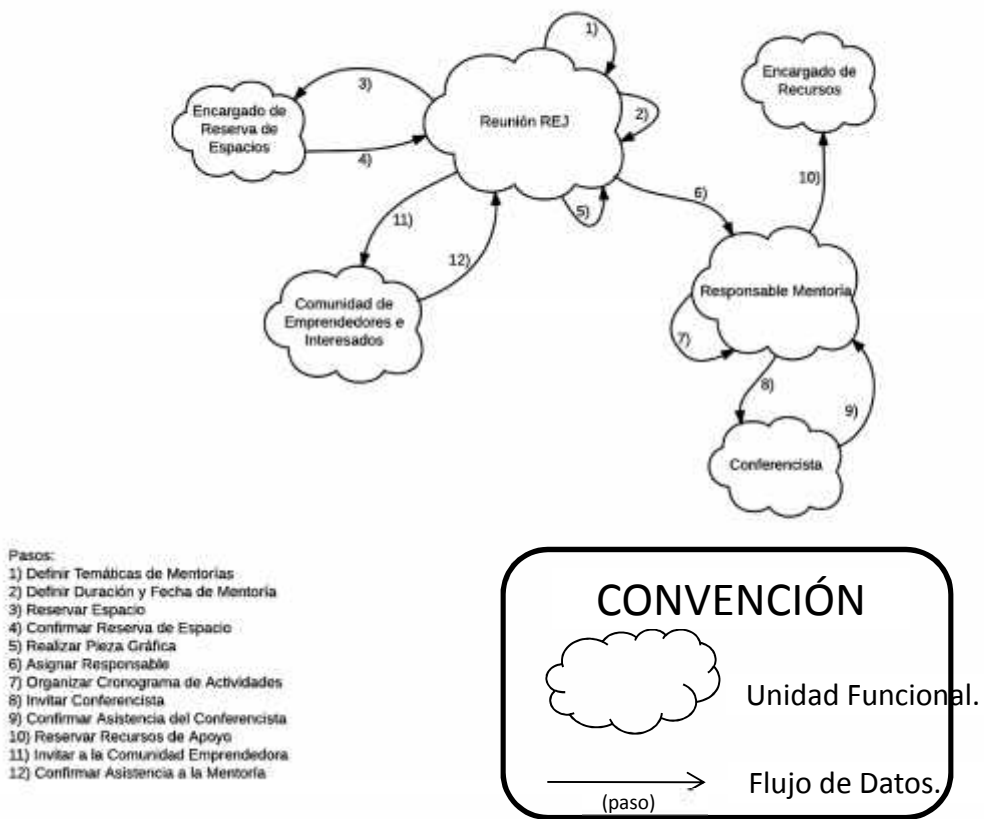 1)
3)
2)
Encargado de
Reserva de
Espacios
Reunión REJ
Encargado de
Recursos
4)
5)
6)
10)
11)
12)
Comunidad de
Emprendedores e
Interesados
Responsable Mentoría
7)
8)
9)
Conferencista
Pasos:
1) Definir Temáticas de Mentorías
2) Definir Duración y Fecha de Mentoría
3) Reservar Espacio
4) Confirmar Reserva de Espacio
5) Realizar Pieza Gráfica
6) Asignar Responsable
7) Organizar Cronograma de Actividades
8) Invitar Conferencista
9) Confirmar Asistencia del Conferencista
10) Reservar Recursos de Apoyo
11) Invitar a la Comunidad Emprendedora
12) Confirmar Asistencia a la Mentoría
CONVENCIÓN
Unidad Funcional.
Flujo de Datos.
(paso)